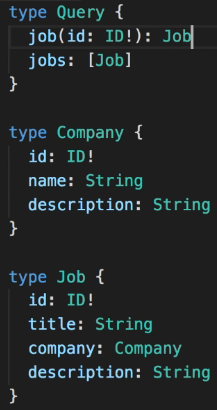 type Query {
  job(id: ID!): Job
  jobs: [Job]
}

type Company {
  id: ID!
  name: String
  description: String
}

type Job {
  id: ID!
  title: String
  company: Company
  description: String
}